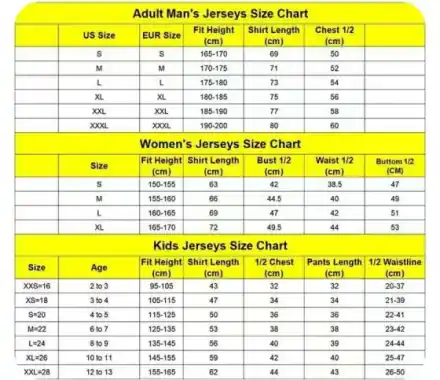 Adult Man's Jerseys Size Chart
US Size EUR Size Fit Height (cm) Shirt Length (cm) Chest 1/2 (cm)
S S 165-170 69 50
M M 170-175 71 52
L L 175-180 73 54
XL XL 180-185 75 56
XXL XXL 185-190 77 58
XXXL XXXL 190-200 80 60
Women's Jerseys Size Chart
Size Fit Height (cm) Shirt Length (cm) Bust 1/2 (cm) Waist 1/2 (cm) Buttom 1/2 (CM)
S 150-155 63 42 38.5 47
M 155-160 66 44.5 40 49
L 160-165 69 47 42 51
XL 165-170 72 49.5 44 53
Kids Jerseys Size Chart
Size Age Fit Height (cm) Shirt Length (cm) 1/2 Chest (cm) Pants Length (cm) 1/2 Waistline (cm)
XXS=16 2 to 3 95-105 43 32 32 20-37
XS=18 3 to 4 105-115 47 34 34 21-39
S=20 4 to 5 115-125 50 36 36 22-41
M=22 6 to 7 125-135 53 38 38 23-42
L=24 8 to 9 135-145 56 40 39 24-44
XL=26 10 to 11 145-155 59 42 40 25-47
XXL=28 12 to 13 155-165 62 44 43 26-50